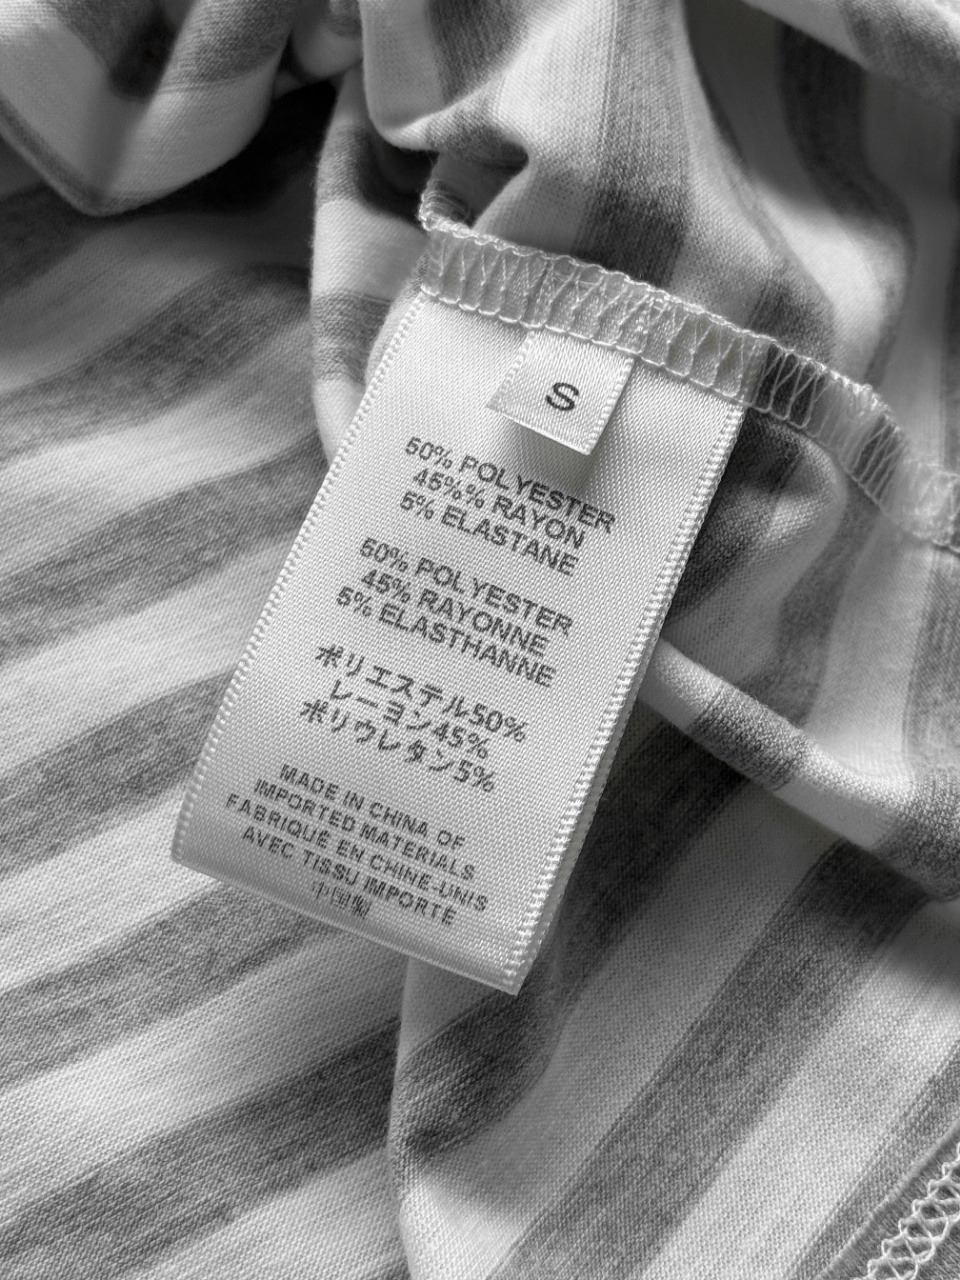 S
50% POLYESTER
45%% RAYON
5% ELASTANE
50% POLYESTER
45% RAYONNE
5% ELASTHANNE
ポリエステル50%
レーヨン45%
ポリウレタン5%
MADE IN CHINA OF
IMPORTED MATERIALS
FABRIQUÉ EN CHINE-UNIS
AVEC TISSU IMPORTE
中国製